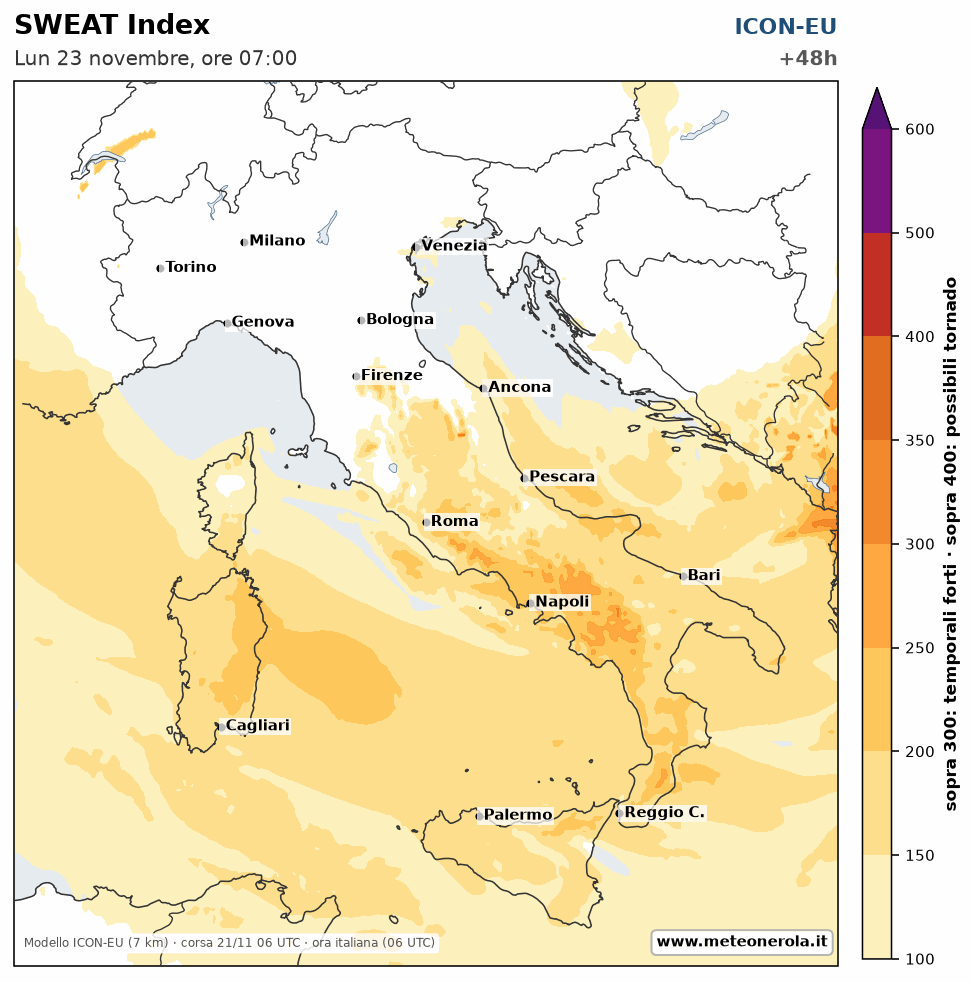 SWEAT Index
ICON-EU
Lun 23 novembre, ore 07:00
+48h
Milano
Venezia
Torino
Genova
Bologna
Firenze
Ancona
Pescara
Roma
Bari
Napoli
Cagliari
Palermo
Reggio C.
600
500
400
350
300
250
200
150
100
sopra 300: temporali forti · sopra 400: possibili tornado
Modello ICON-EU (7 km) · corsa 21/11 06 UTC · ora italiana (06 UTC)
www.meteonerola.it